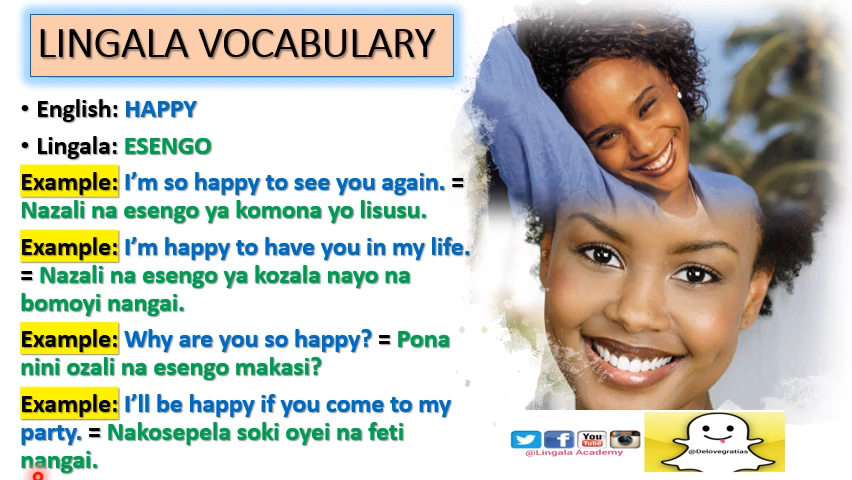 LINGALA VOCABULARY
• English: HAPPY
• Lingala: ESENGO
Example: I'm so happy to see you again. =
Nazali na esengo ya komona yo lisusu.
Example: I'm happy to have you in my life.
= Nazali na esengo ya kozala nayo na
bomoyi nangai.
Example: Why are you so happy? = Pona
nini ozali na esengo makasi?
Example: I'll be happy if you come to my
party. = Nakosepela soki oyei na feti
nangai.
You Tube
@Lingala Academy
@Delovegratias